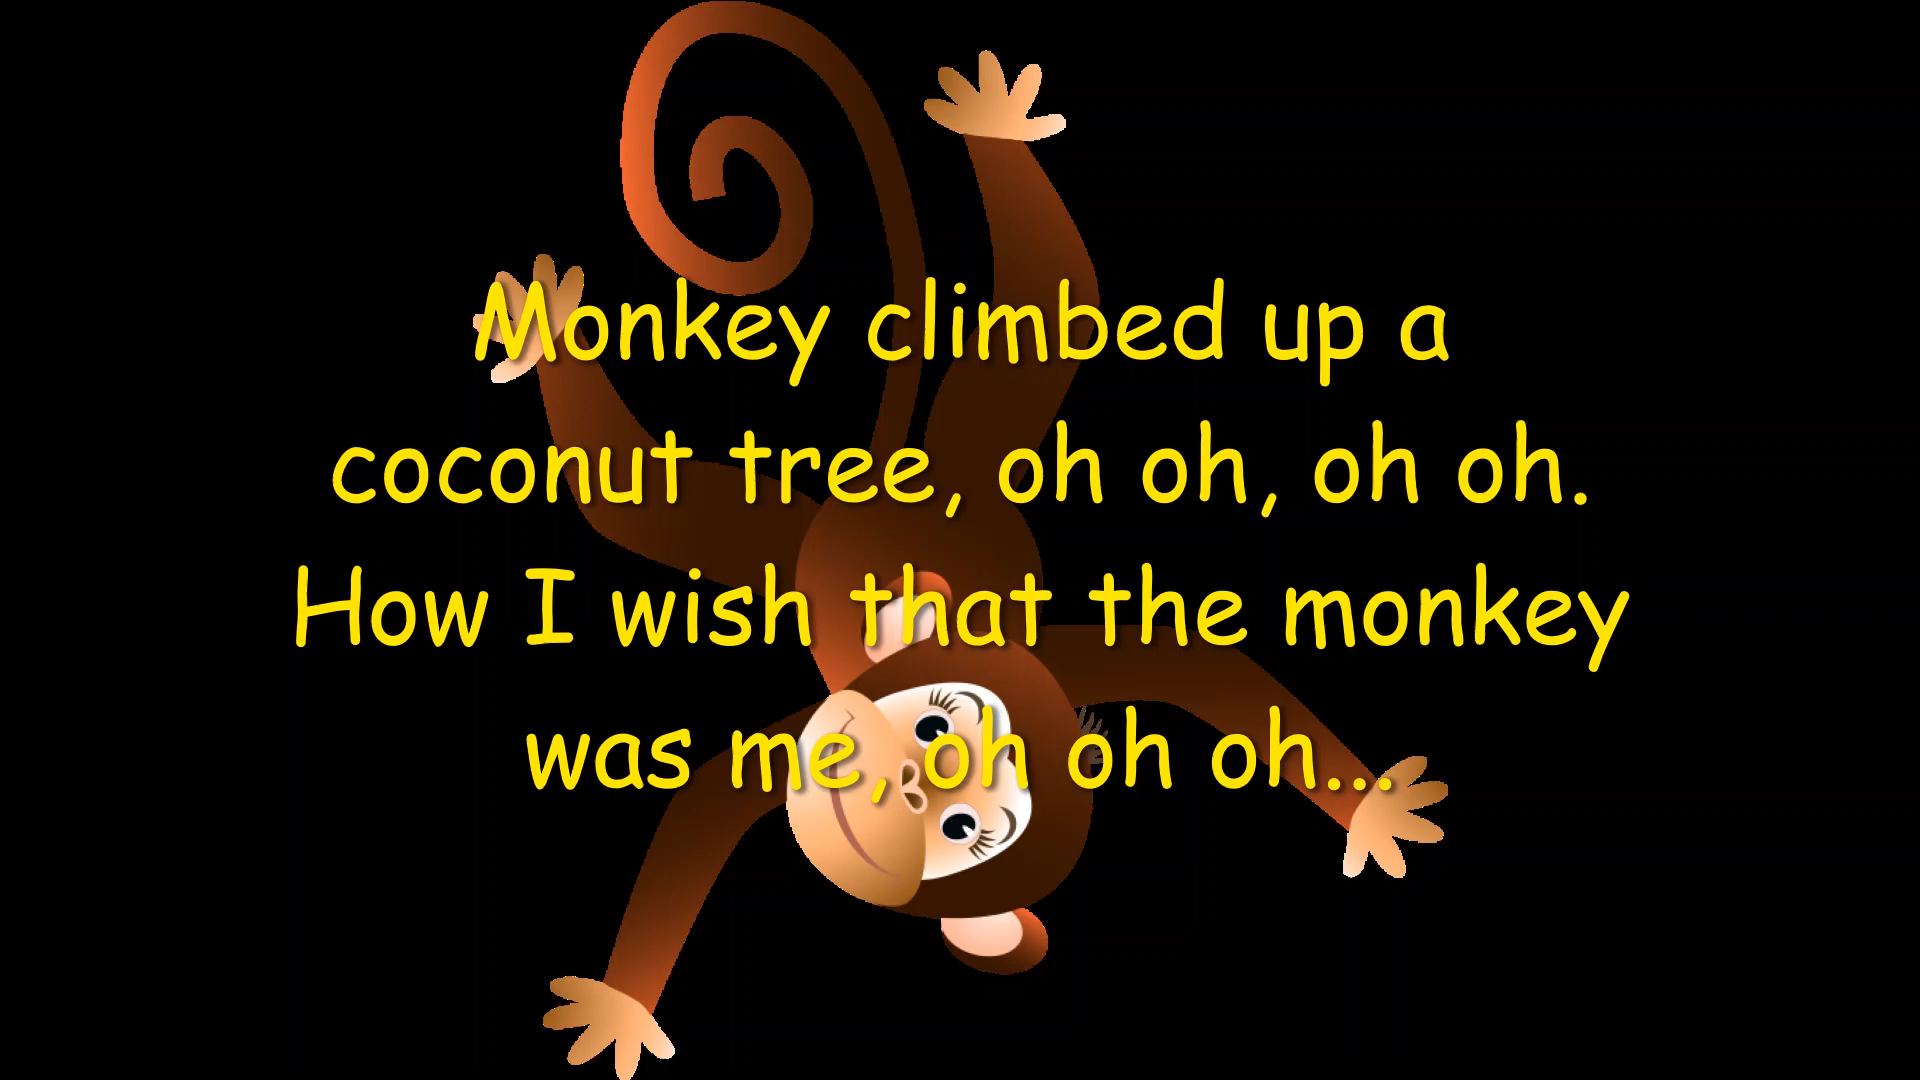 Monkey climbed up a
coconut tree, oh oh, oh oh.
How I wish that the monkey
was me, oh oh oh...